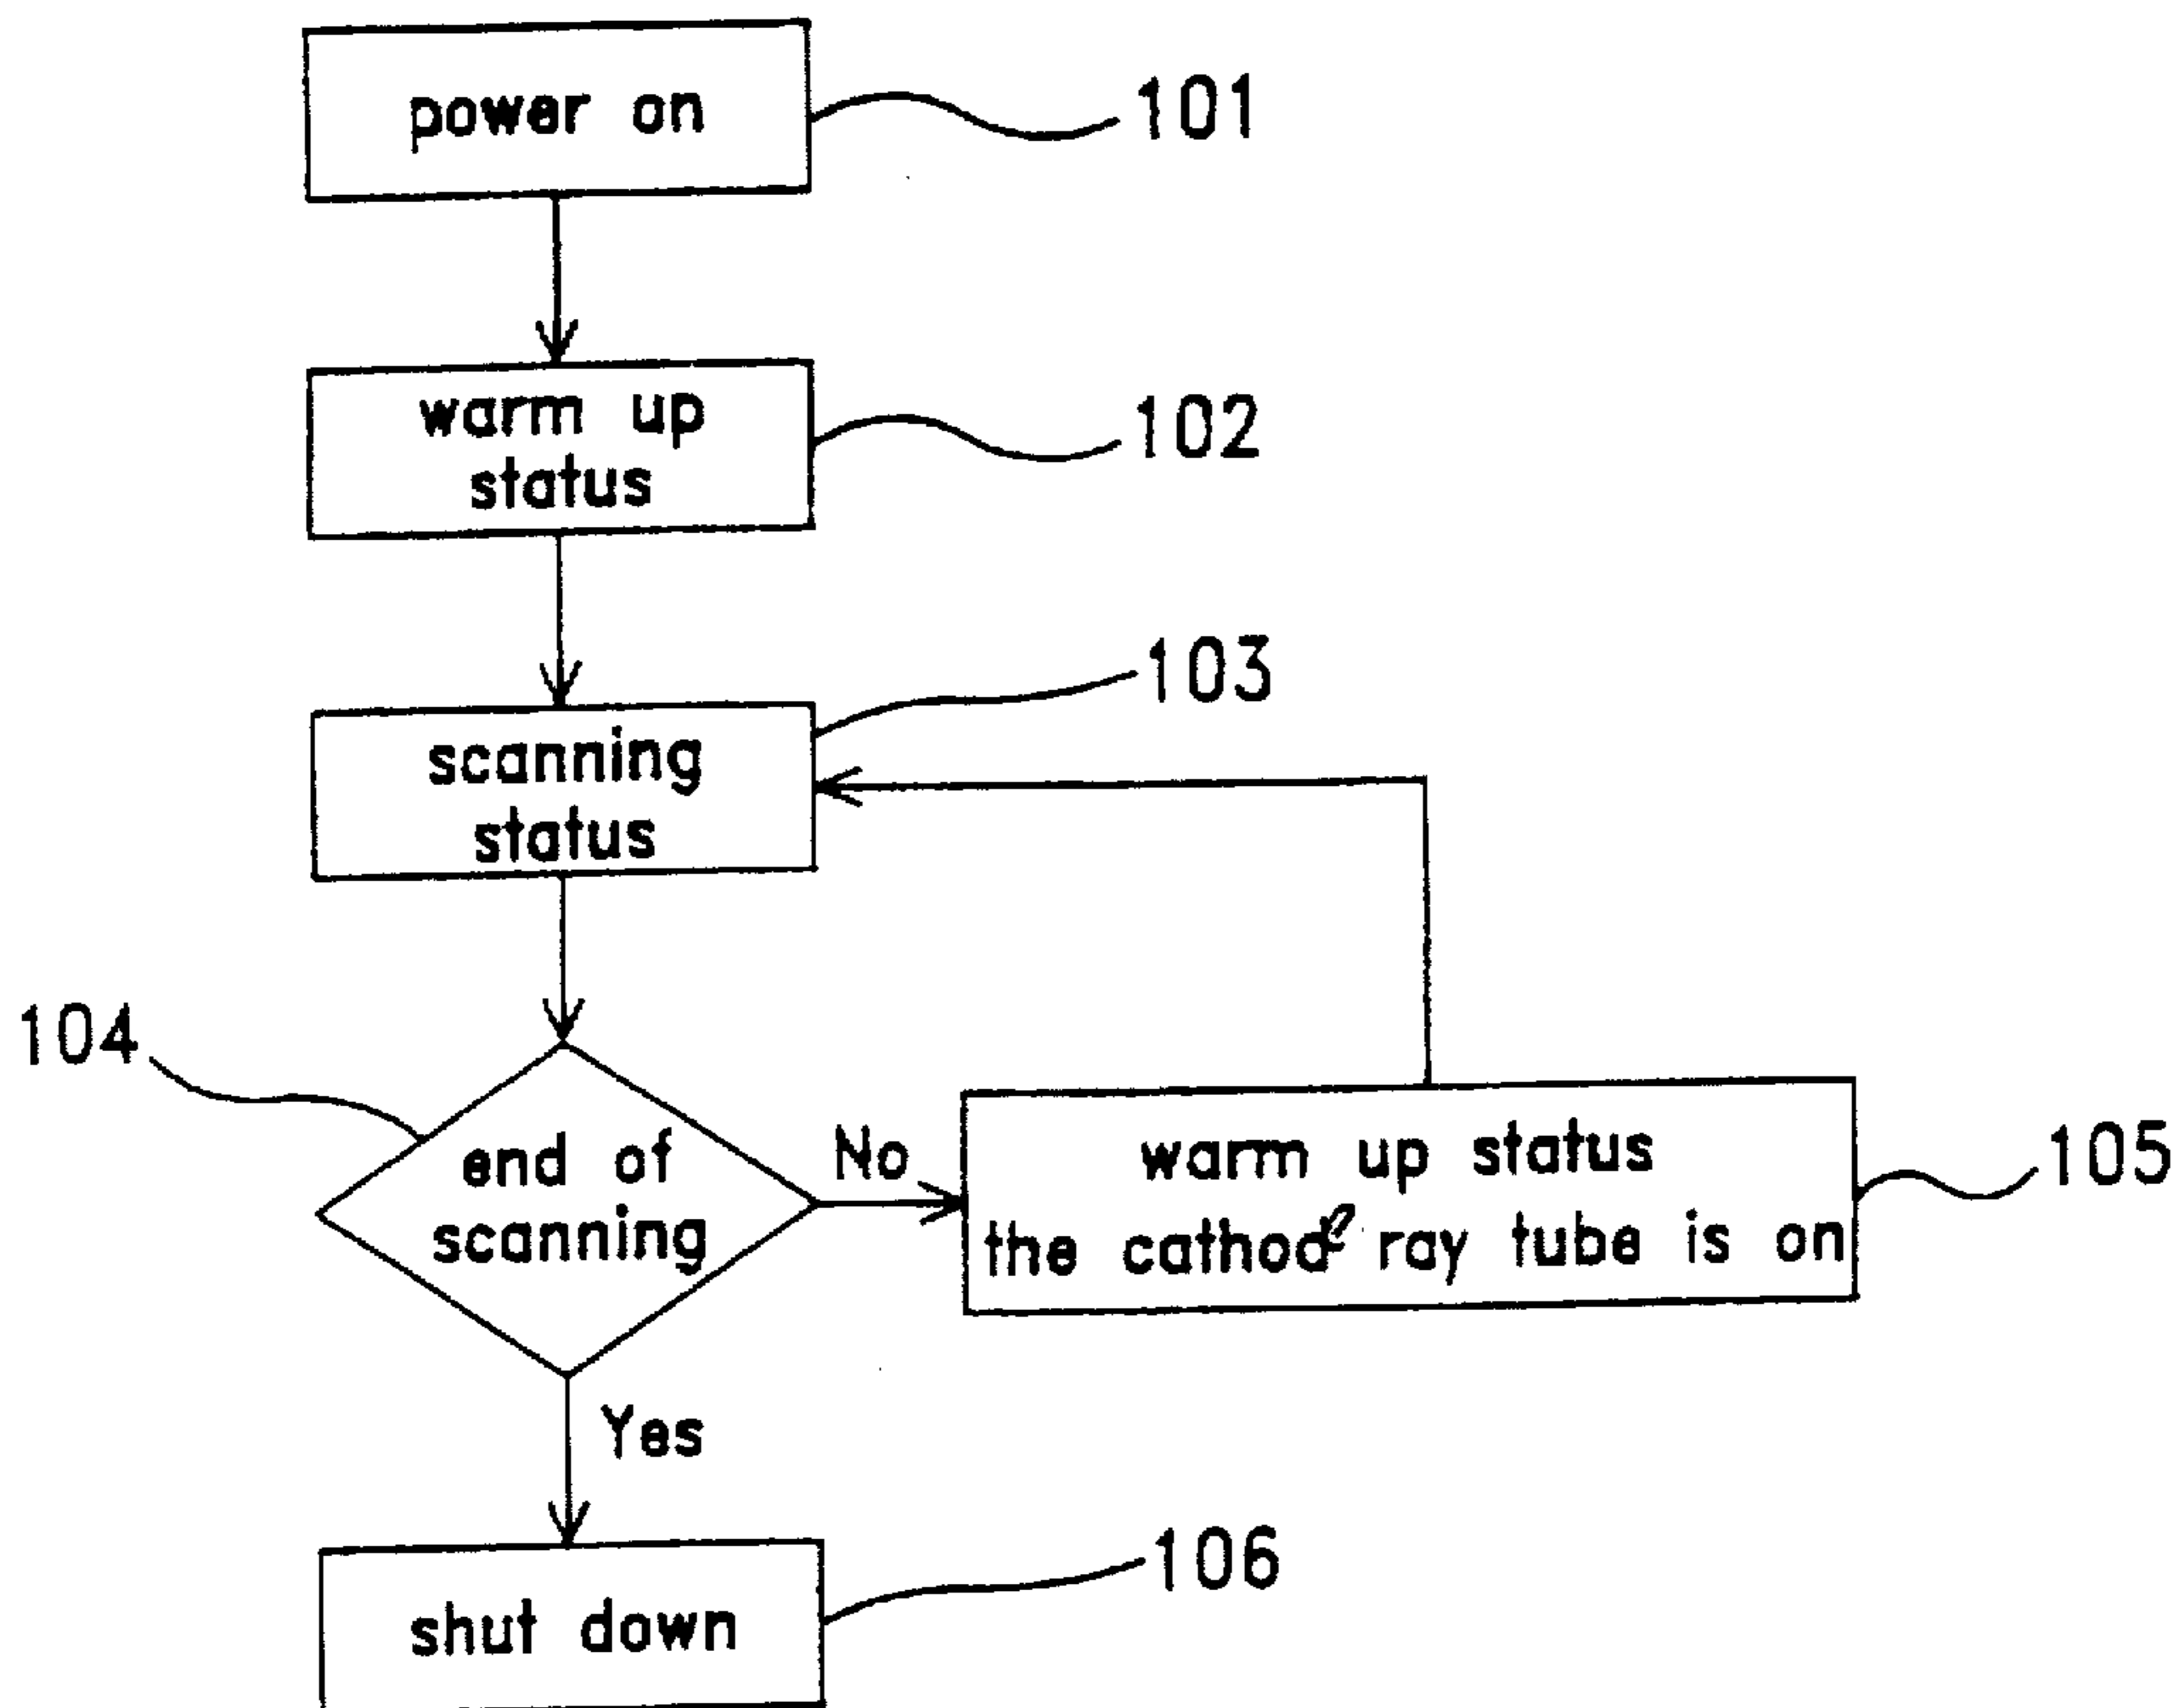 power on
101
warm up
status
102
103
scanning
status
104
end of
scanning
No
warm up status
the cathode ray tube is on
105
Yes
shut down
106